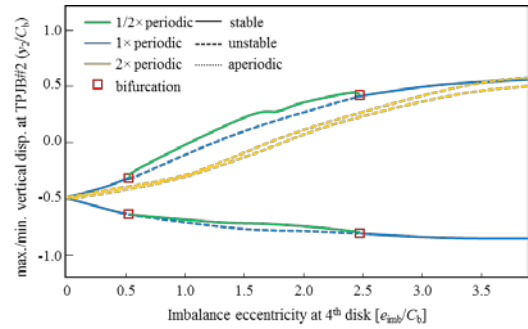 1/2× periodic
stable
1× periodic
unstable
2× periodic
aperiodic
bifurcation
max./min. vertical disp. at TPJB#2 (y₂/C_b)
1.0
0.5
0.0
-0.5
-1.0
0 0.5 1.0 1.5 2.0 2.5 3.0 3.5
Imbalance eccentricity at 4th disk [e_imb/C_b]